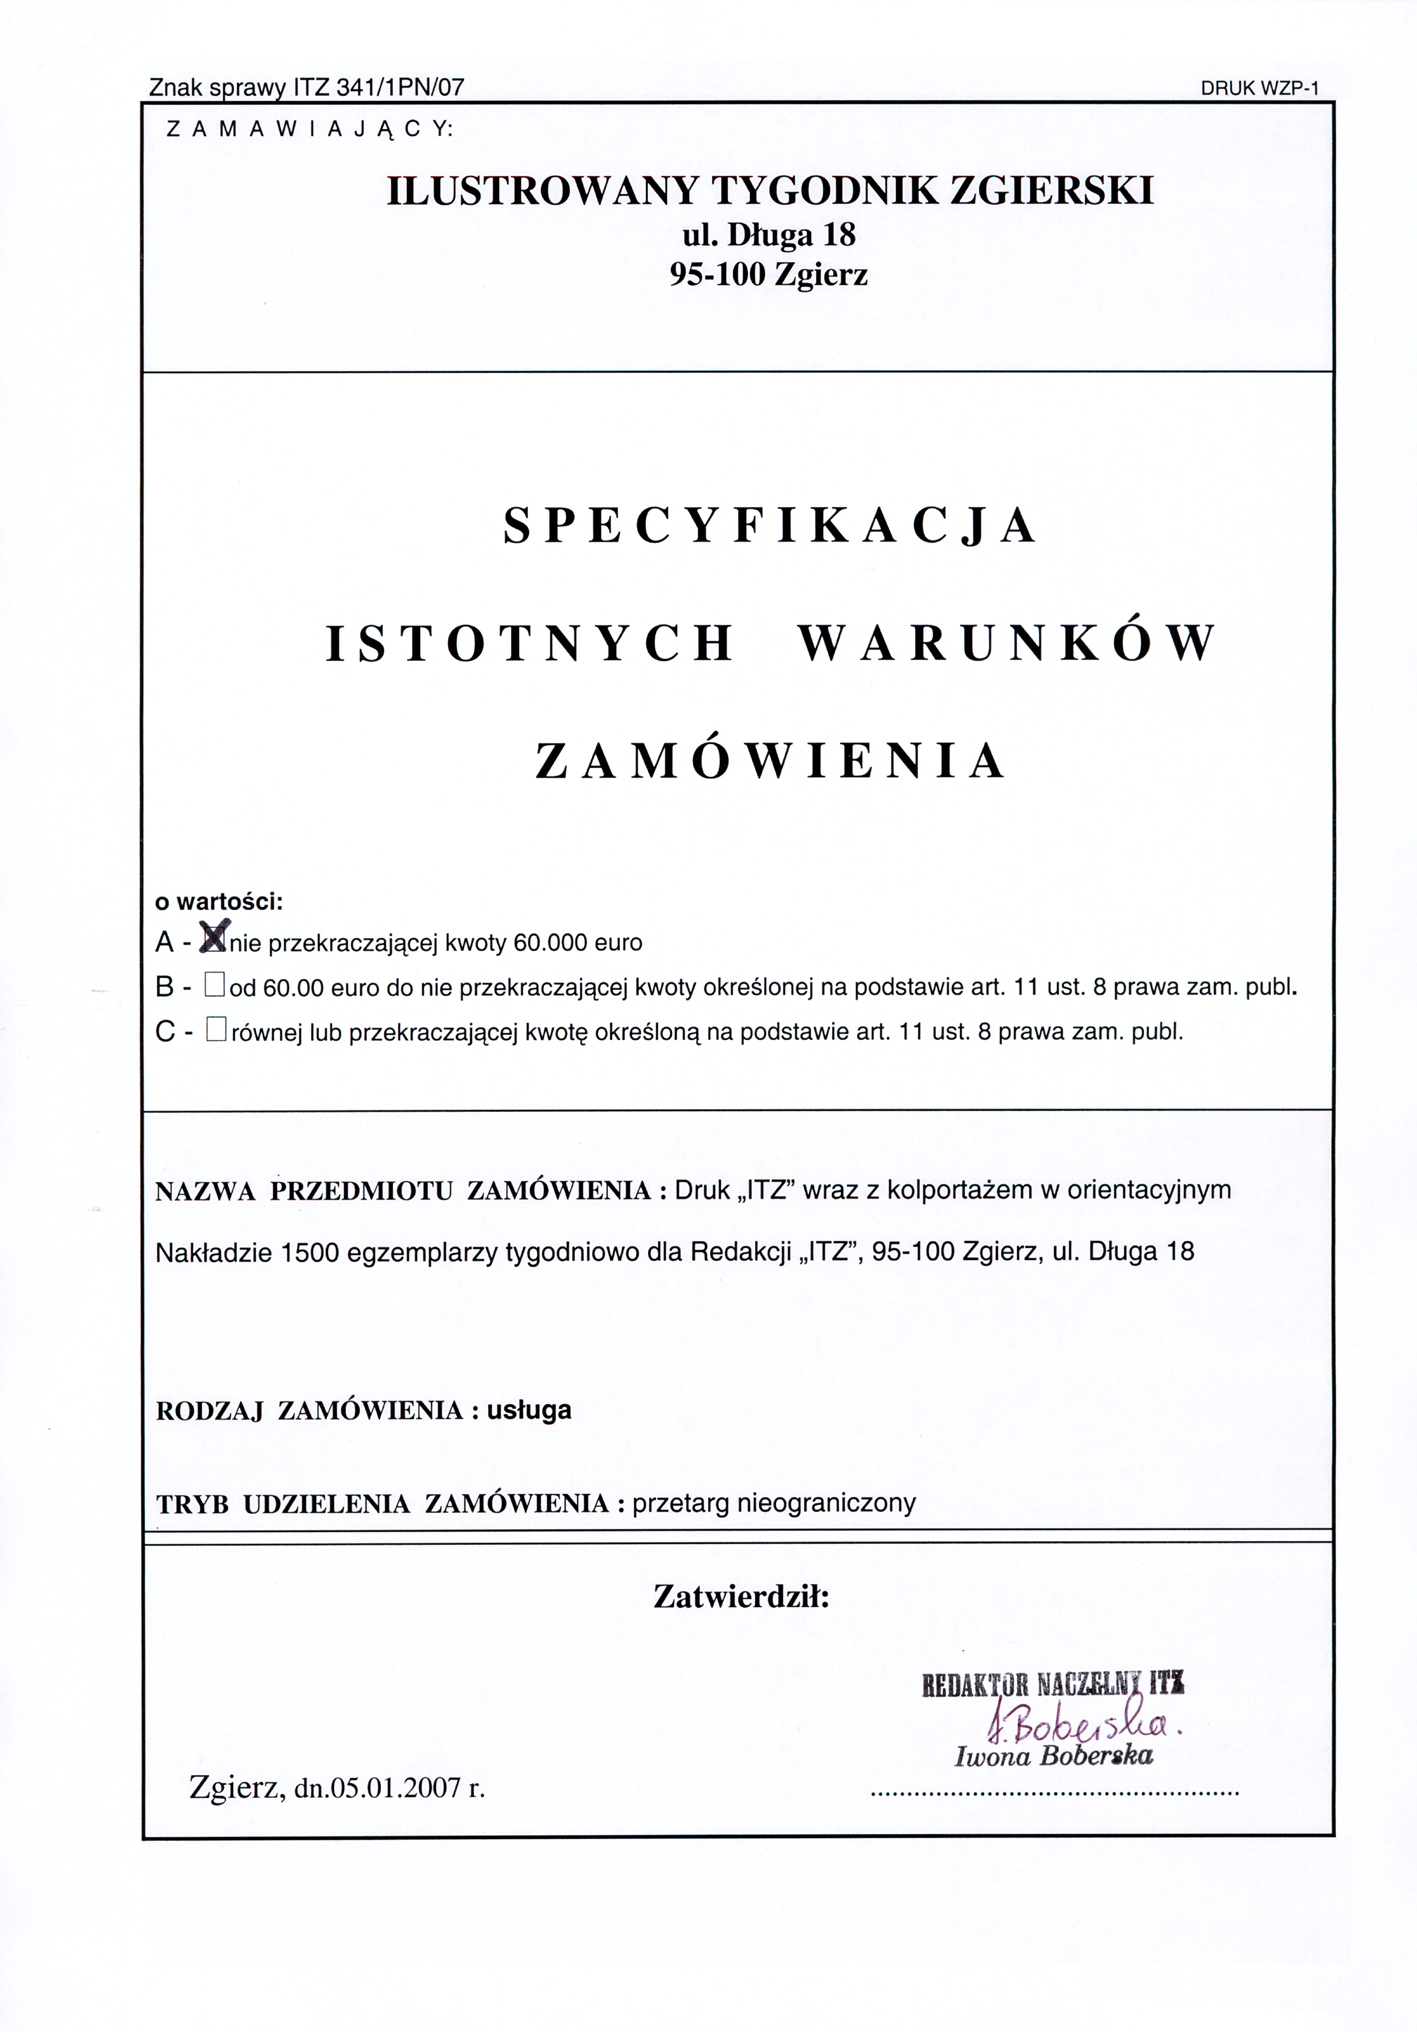 Znak sprawy ITZ 341/1PN/07
DRUK WZP-1
Z A M A W I A J Ą C Y:
ILUSTROWANY TYGODNIK ZGIERSKI
ul. Długa 18
95-100 Zgierz
S P E C Y F I K A C J A
I S T O T N Y C H W A R U N K Ó W
Z A M Ó W I E N I A
o wartości:
A - nie przekraczającej kwoty 60.000 euro
B - od 60.00 euro do nie przekraczającej kwoty określonej na podstawie art. 11 ust. 8 prawa zam. publ.
C - równej lub przekraczającej kwotę określoną na podstawie art. 11 ust. 8 prawa zam. publ.
NAZWA PRZEDMIOTU ZAMÓWIENIA : Druk „ITZ” wraz z kolportażem w orientacyjnym
Nakładzie 1500 egzemplarzy tygodniowo dla Redakcji „ITZ”, 95-100 Zgierz, ul. Długa 18
RODZAJ ZAMÓWIENIA : usługa
TRYB UDZIELENIA ZAMÓWIENIA : przetarg nieograniczony
Zatwierdził:
REDAKTOR NACZELNY ITZ
I.Boberska.
Iwona Boberska
Zgierz, dn.05.01.2007 r.